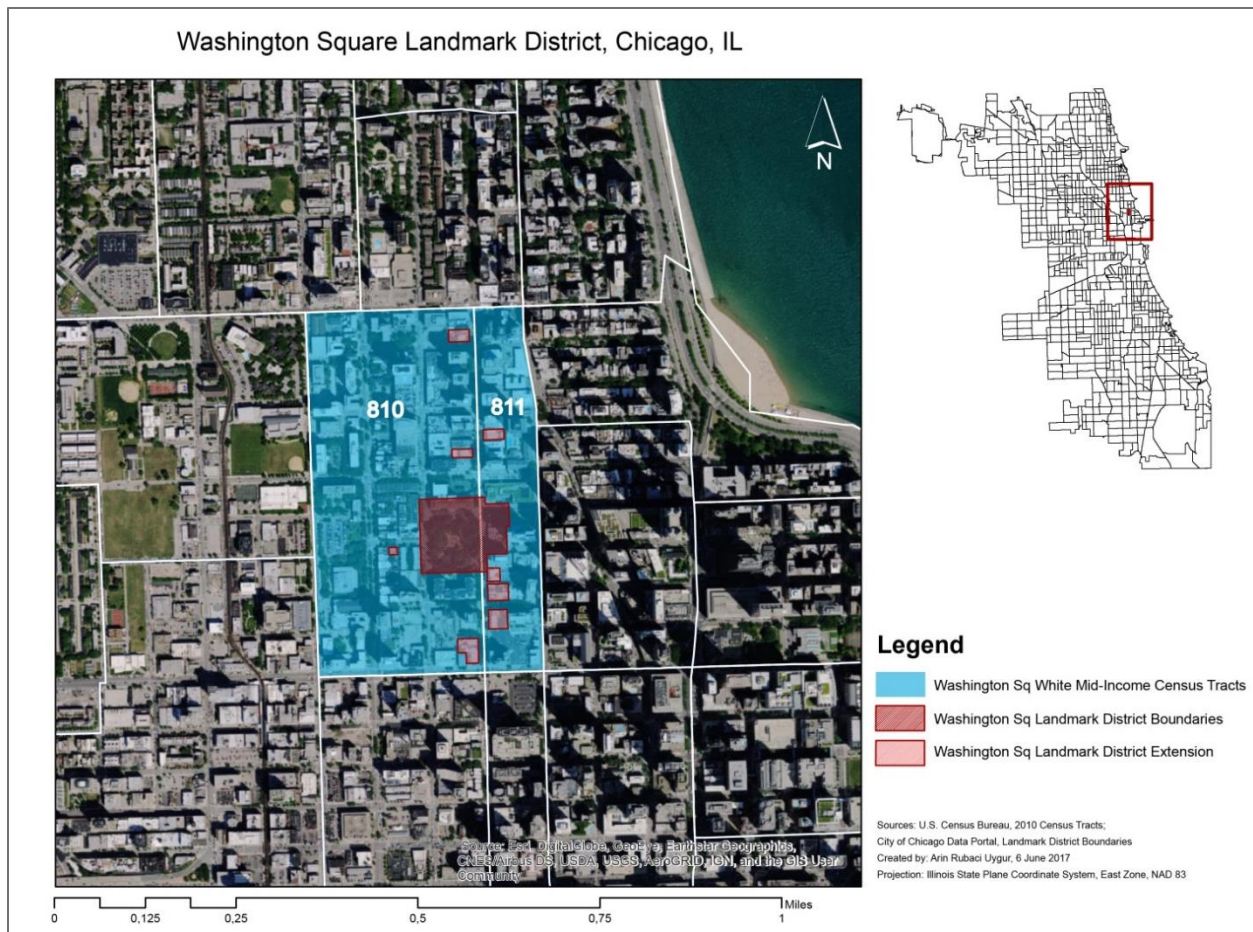 Washington Square Landmark District, Chicago, IL
N
810
811
Source: Esri, DigitalGlobe, GeoEye, Earthstar Geographics,
CNES/Airbus DS, USDA, USGS, AeroGRID, IGN, and the GIS User
Community
Legend
Washington Sq White Mid-Income Census Tracts
Washington Sq Landmark District Boundaries
Washington Sq Landmark District Extension
Sources: U.S. Census Bureau, 2010 Census Tracts;
City of Chicago Data Portal, Landmark District Boundaries
Created by: Arin Rubaci Uygur, 6 June 2017
Projection: Illinois State Plane Coordinate System, East Zone, NAD 83
Miles
0 0,125 0,25 0,5 0,75 1